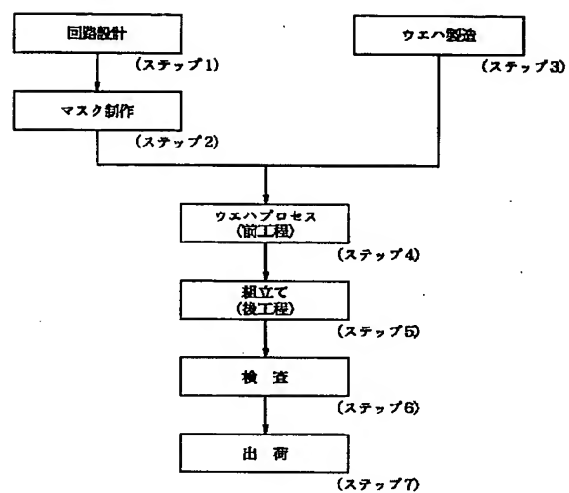 回路設計
(ステップ1)
ウエハ製造
(ステップ3)
マスク制作
(ステップ2)
ウエハプロセス
(前工程)
(ステップ4)
組立て
(後工程)
(ステップ5)
検 査
(ステップ6)
出 荷
(ステップ7)